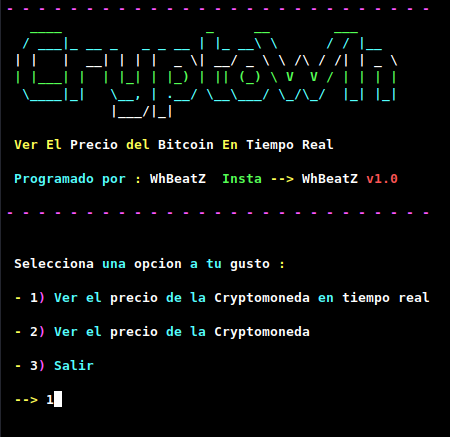 CryptoWh
Ver El Precio del Bitcoin En Tiempo Real
Programado por : WhBeatZ Insta --> WhBeatZ v1.0
Selecciona una opcion a tu gusto :
- 1) Ver el precio de la Cryptomoneda en tiempo real
- 2) Ver el precio de la Cryptomoneda
- 3) Salir
--> 1